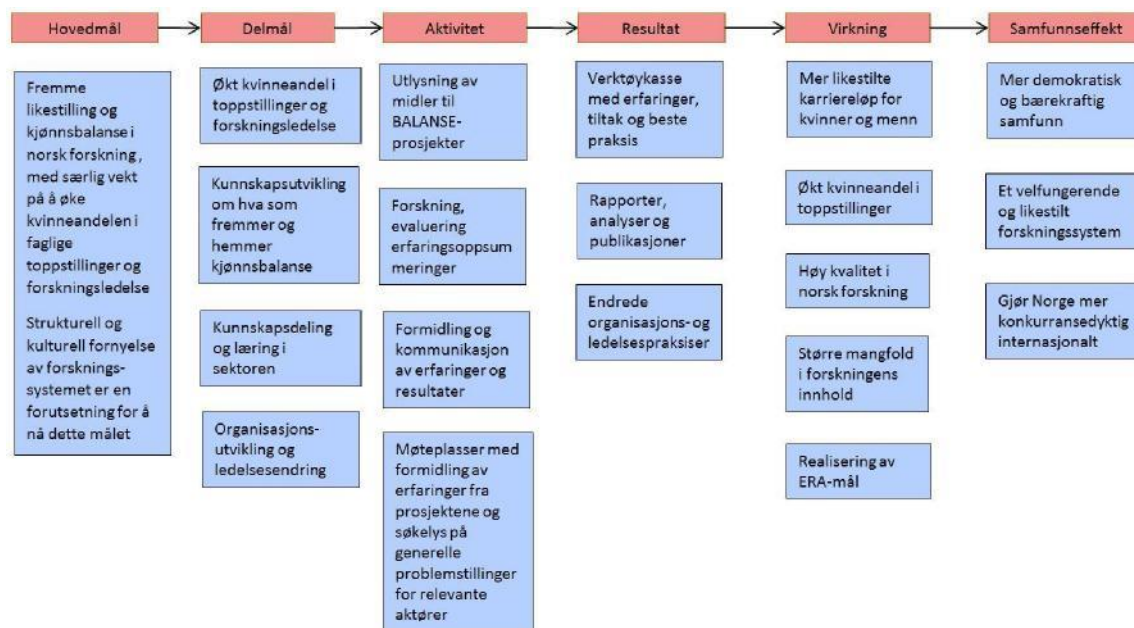 Hovedmål
Delmål
Aktivitet
Resultat
Virkning
Samfunnseffekt
Fremme
likestilling og
kjønnsbalanse i
norsk forskning ,
med særlig vekt
på å øke
kvinneandelen i
faglige
toppstillinger og
forskningsledelse
Strukturell og
kulturell fornyelse
av forsknings-
systemet er en
forutsetning for å
nå dette målet
Økt kvinneandel i
toppstillinger og
forskningsledelse
Kunnskapsutvikling
om hva som
fremmer og
hemmer
kjønnsbalanse
Kunnskapsdeling
og læring i
sektoren
Organisasjons-
utvikling og
ledelsesendring
Utlysning av
midler til
BALANSE-
prosjekter
Forskning,
evaluering
erfaringsoppsum
meringer
Formidling og
kommunikasjon
av erfaringer og
resultater
Møteplasser med
formidling av
erfaringer fra
prosjektene og
søkelys på
generelle
problemstillinger
for relevante
aktører
Verktøykasse
med erfaringer,
tiltak og beste
praksis
Rapporter,
analyser og
publikasjoner
Endrede
organisasjons- og
ledelsespraksiser
Mer likestilte
karriereløp for
kvinner og menn
Økt kvinneandel i
toppstillinger
Høy kvalitet i
norsk forskning
Større mangfold
i forskningens
innhold
Realisering av
ERA-mål
Mer demokratisk
og bærekraftig
samfunn
Et velfungerende
og likestilt
forskningssystem
Gjør Norge mer
konkurransedyktig
internasjonalt